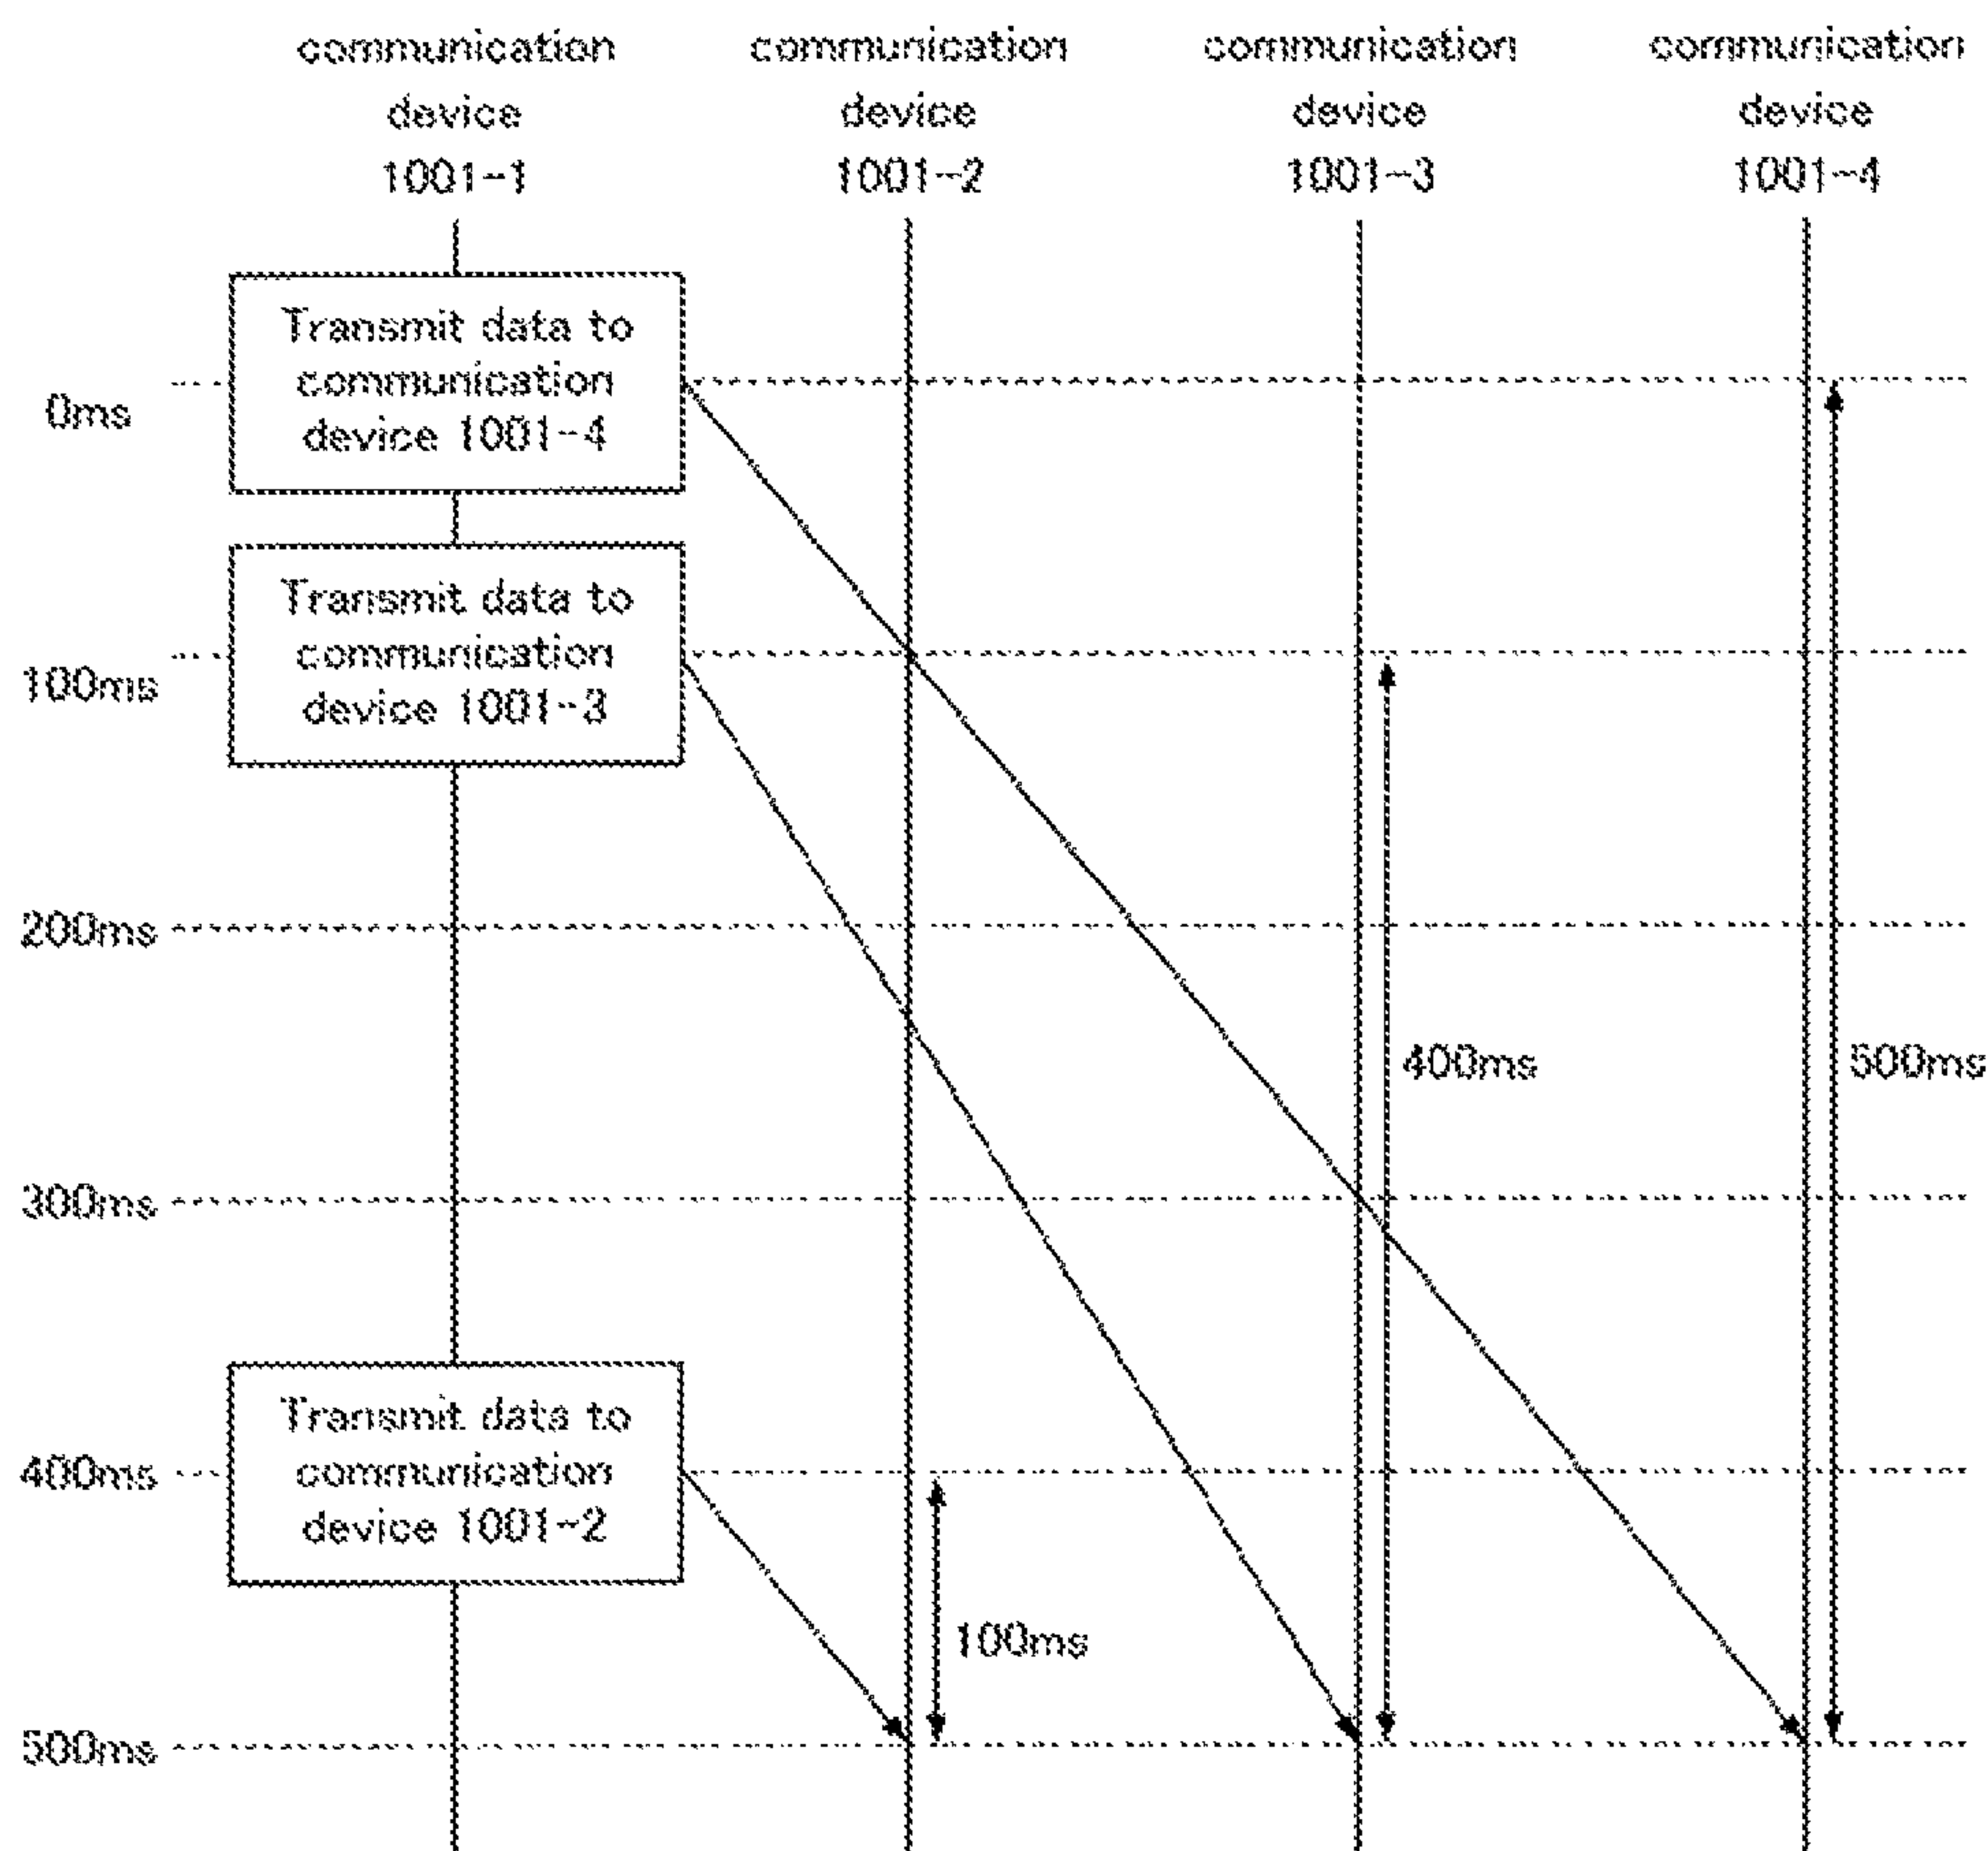 communication
device
1001-1
communication
device
1001-2
communication
device
1001-3
communication
device
1001-4
Transmit data to
communication
device 1001-4
0ms
Transmit data to
communication
device 1001-3
100ms
200ms
400ms
500ms
300ms
Transmit data to
communication
device 1001-2
400ms
100ms
500ms